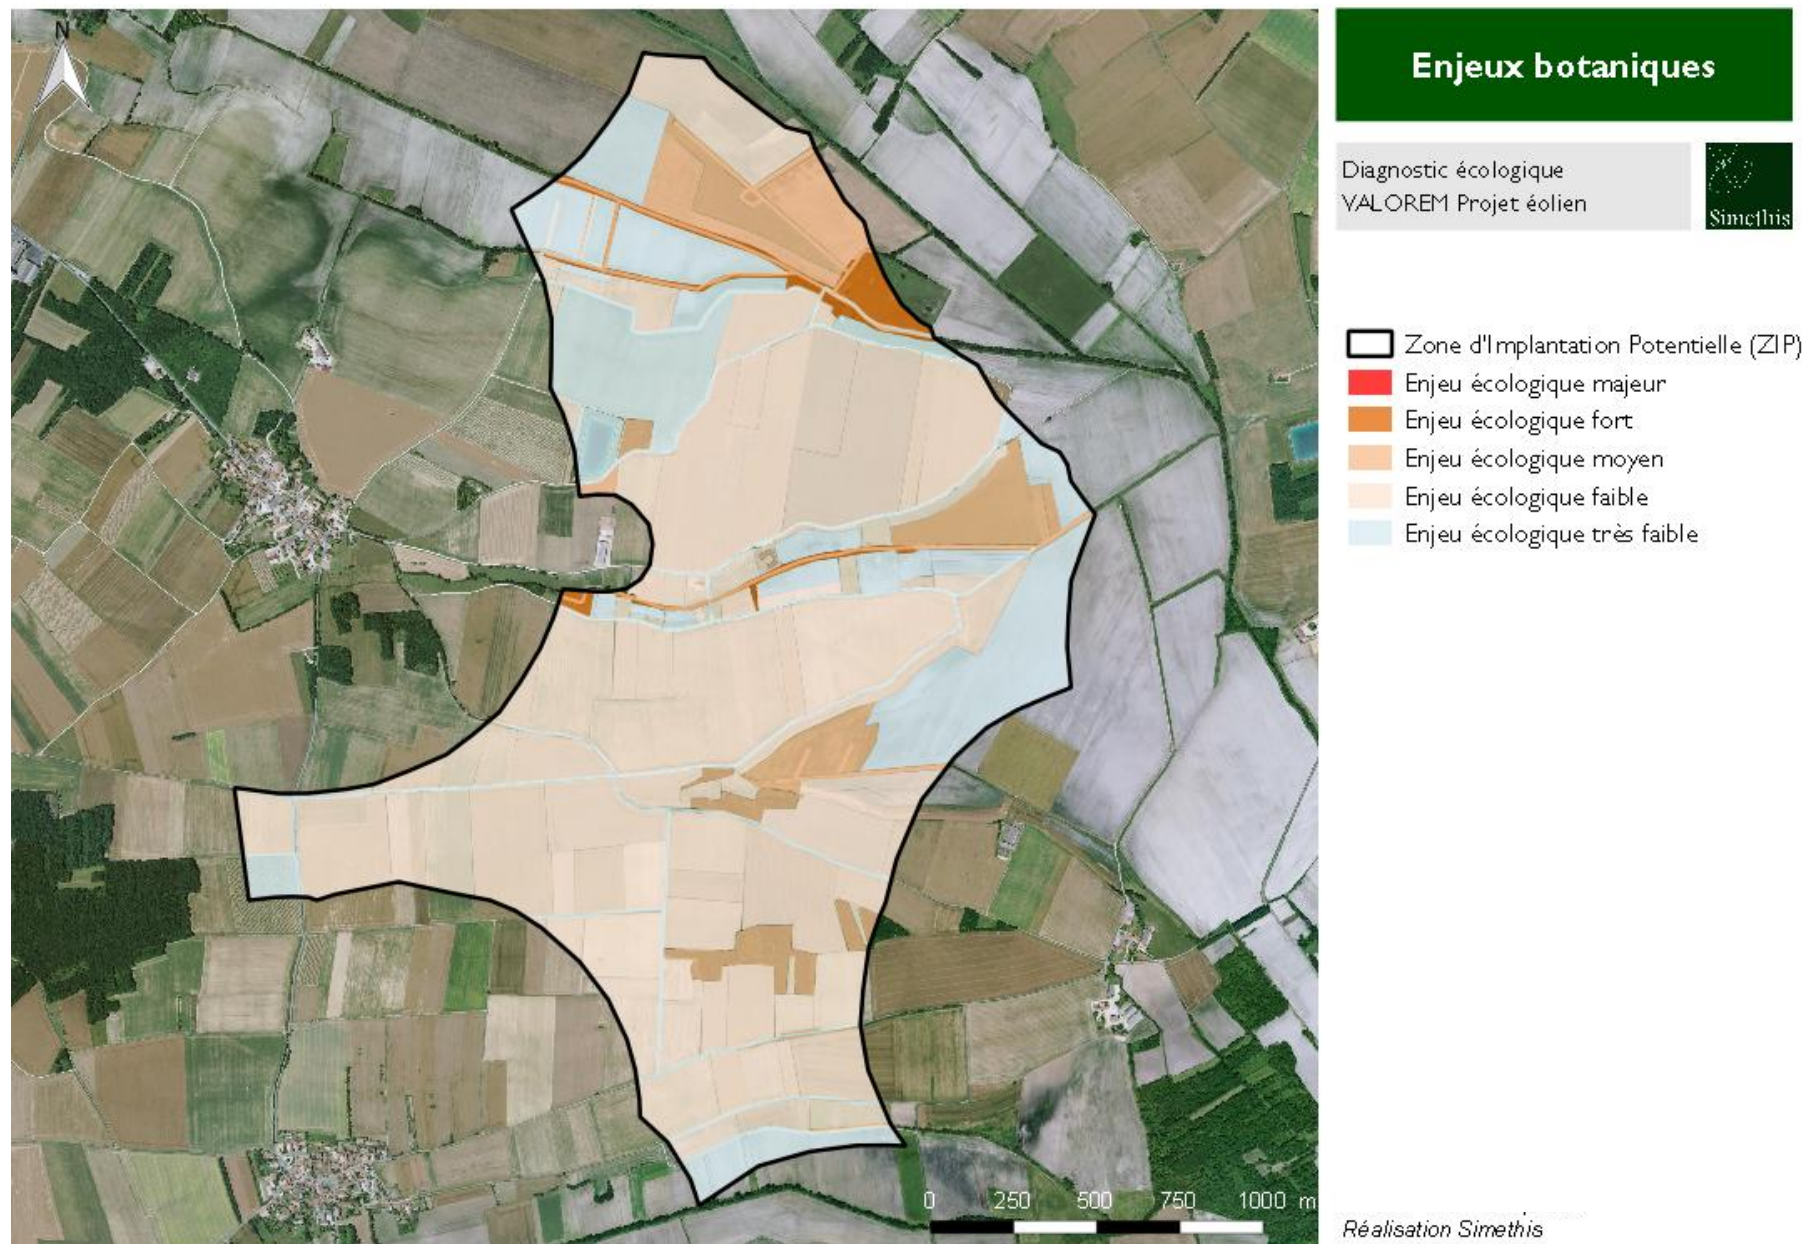 N
Enjeux botaniques
Diagnostic écologique
VALOREM Projet éolien
Simethis
Zone d'Implantation Potentielle (ZIP)
Enjeu écologique majeur
Enjeu écologique fort
Enjeu écologique moyen
Enjeu écologique faible
Enjeu écologique très faible
0 250 500 750 1000 m
Réalisation Simethis